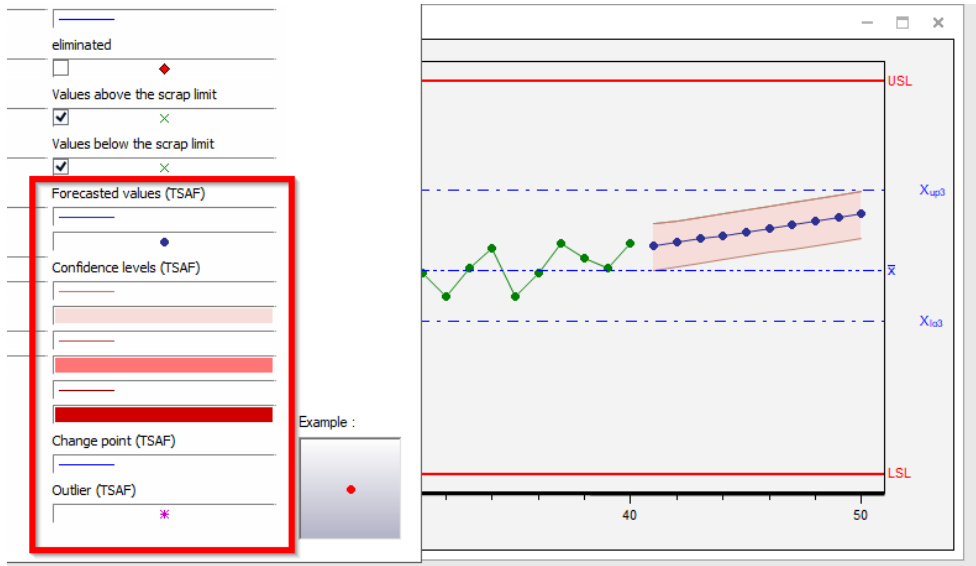 eliminated
Values above the scrap limit
Values below the scrap limit
Forecasted values (TSAF)
Confidence levels (TSAF)
Change point (TSAF)
Outlier (TSAF)
Example :
USL
Xup3
x̅
Xlo3
LSL
40
50